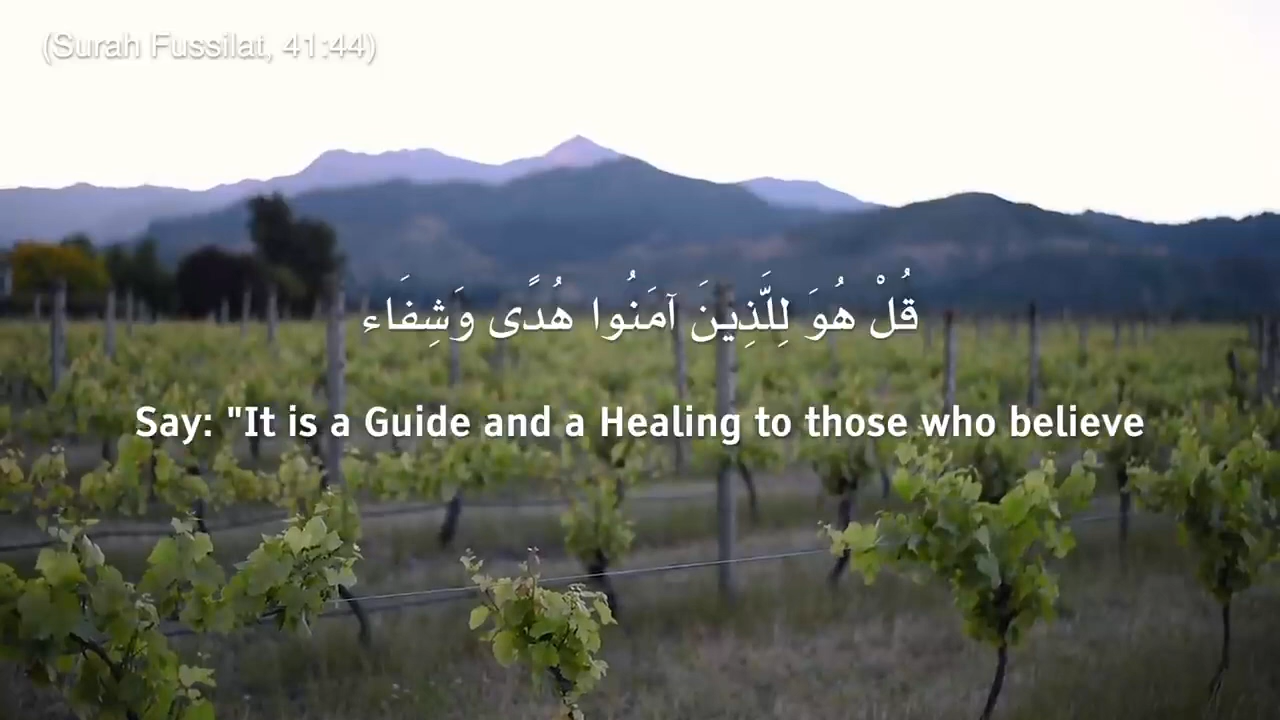 (Surah Fussilat, 41:44)
قُلْ هُوَ لِلَّذِينَ آمَنُوا هُدًى وَشِفَاء
Say: "It is a Guide and a Healing to those who believe